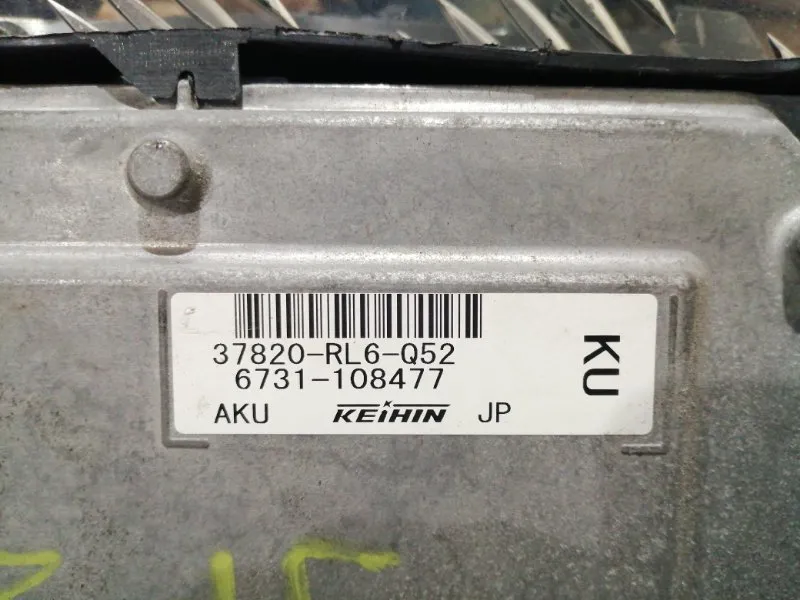 37820-RL6-Q52
6731-108477
AKU KEIHIN JP
KU